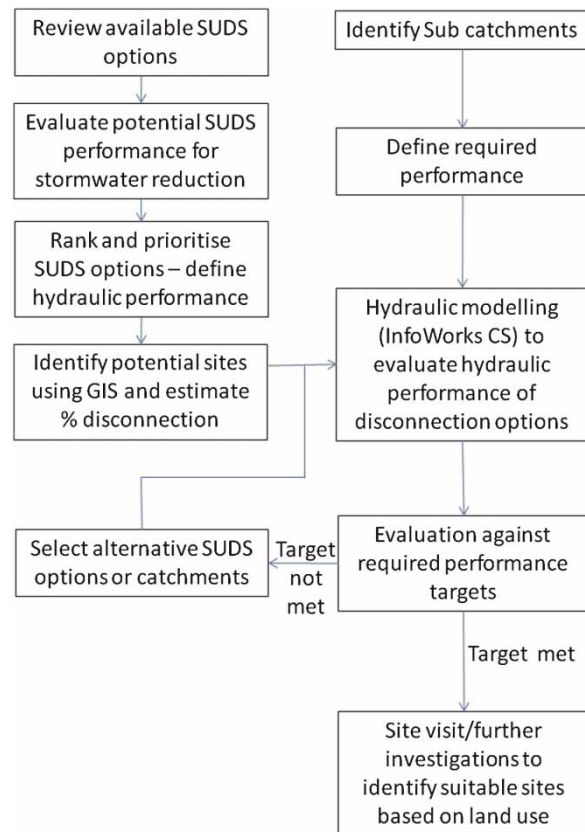 Review available SUDS
options
Evaluate potential SUDS
performance for
stormwater reduction
Rank and prioritise
SUDS options – define
hydraulic performance
Identify potential sites
using GIS and estimate
% disconnection
Select alternative SUDS
options or catchments
Identify Sub catchments
Define required
performance
Hydraulic modelling
(InfoWorks CS) to
evaluate hydraulic
performance of
disconnection options
Evaluation against
required performance
targets
Target
not
met
Target met
Site visit/further
investigations to
identify suitable sites
based on land use